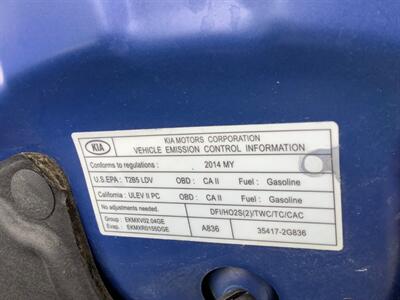 KIA
KIA MOTORS CORPORATION
VEHICLE EMISSION CONTROL INFORMATION
Conforms to regulations : 2014 MY
U.S.EPA : T2B5 LDV OBD : CA II Fuel : Gasoline
California : ULEV II PC OBD : CA II Fuel : Gasoline
No adjustments needed. DFI/HO2S(2)/TWC/TC/CAC
Group : EKMXV02.04GE
Evap. : EKMXR0155DGE A836 35417-2G836